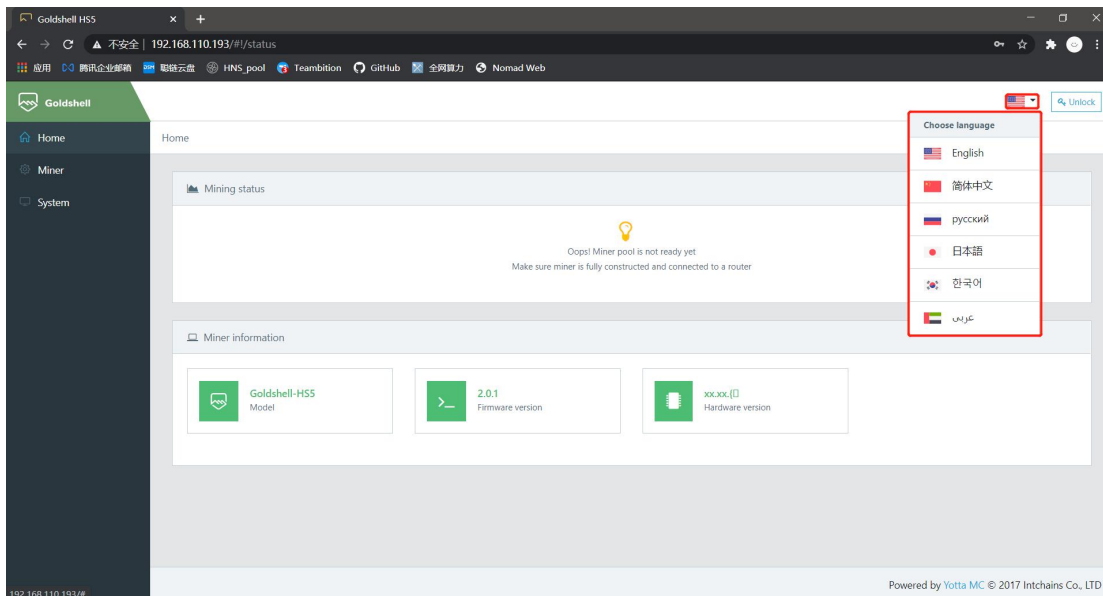 Goldshell HS5
不安全 | 192.168.110.193/#!/status
应用 腾讯企业邮箱 聪链云盘 HNS_pool Teambition GitHub 全网算力 Nomad Web
Goldshell
Unlock
Choose language
English
简体中文
русский
日本語
한국어
عربى
Home
Miner
System
Home
Mining status
Oops! Miner pool is not ready yet
Make sure miner is fully constructed and connected to a router
Miner information
Goldshell-HS5
Model
2.0.1
Firmware version
xx.xx.(▯
Hardware version
Powered by Yotta MC © 2017 Intchains Co., LTD
192.168.110.193/#